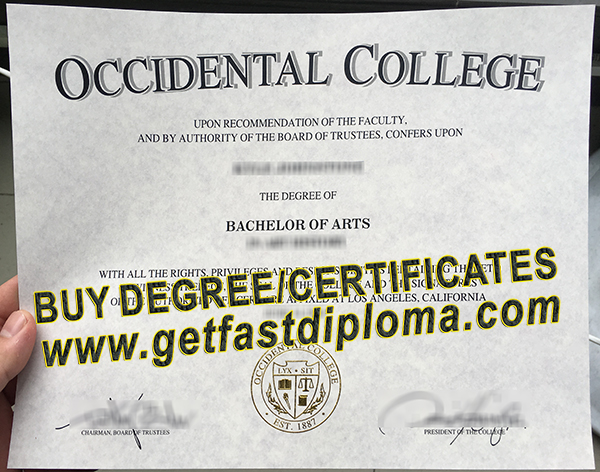 OCCIDENTAL COLLEGE
UPON RECOMMENDATION OF THE FACULTY,
AND BY AUTHORITY OF THE BOARD OF TRUSTEES, CONFERS UPON
THE DEGREE OF
BACHELOR OF ARTS
WITH ALL THE RIGHTS, PRIVILEGES AND
BUY DEGREE CERTIFICATES
AT LOS ANGELES, CALIFORNIA
www.getfastdiploma.com
OCCIDENTAL COLLEGE
LYX • SIT
EST. 1887
CHAIRMAN, BOARD OF TRUSTEES
PRESIDENT OF THE COLLEGE